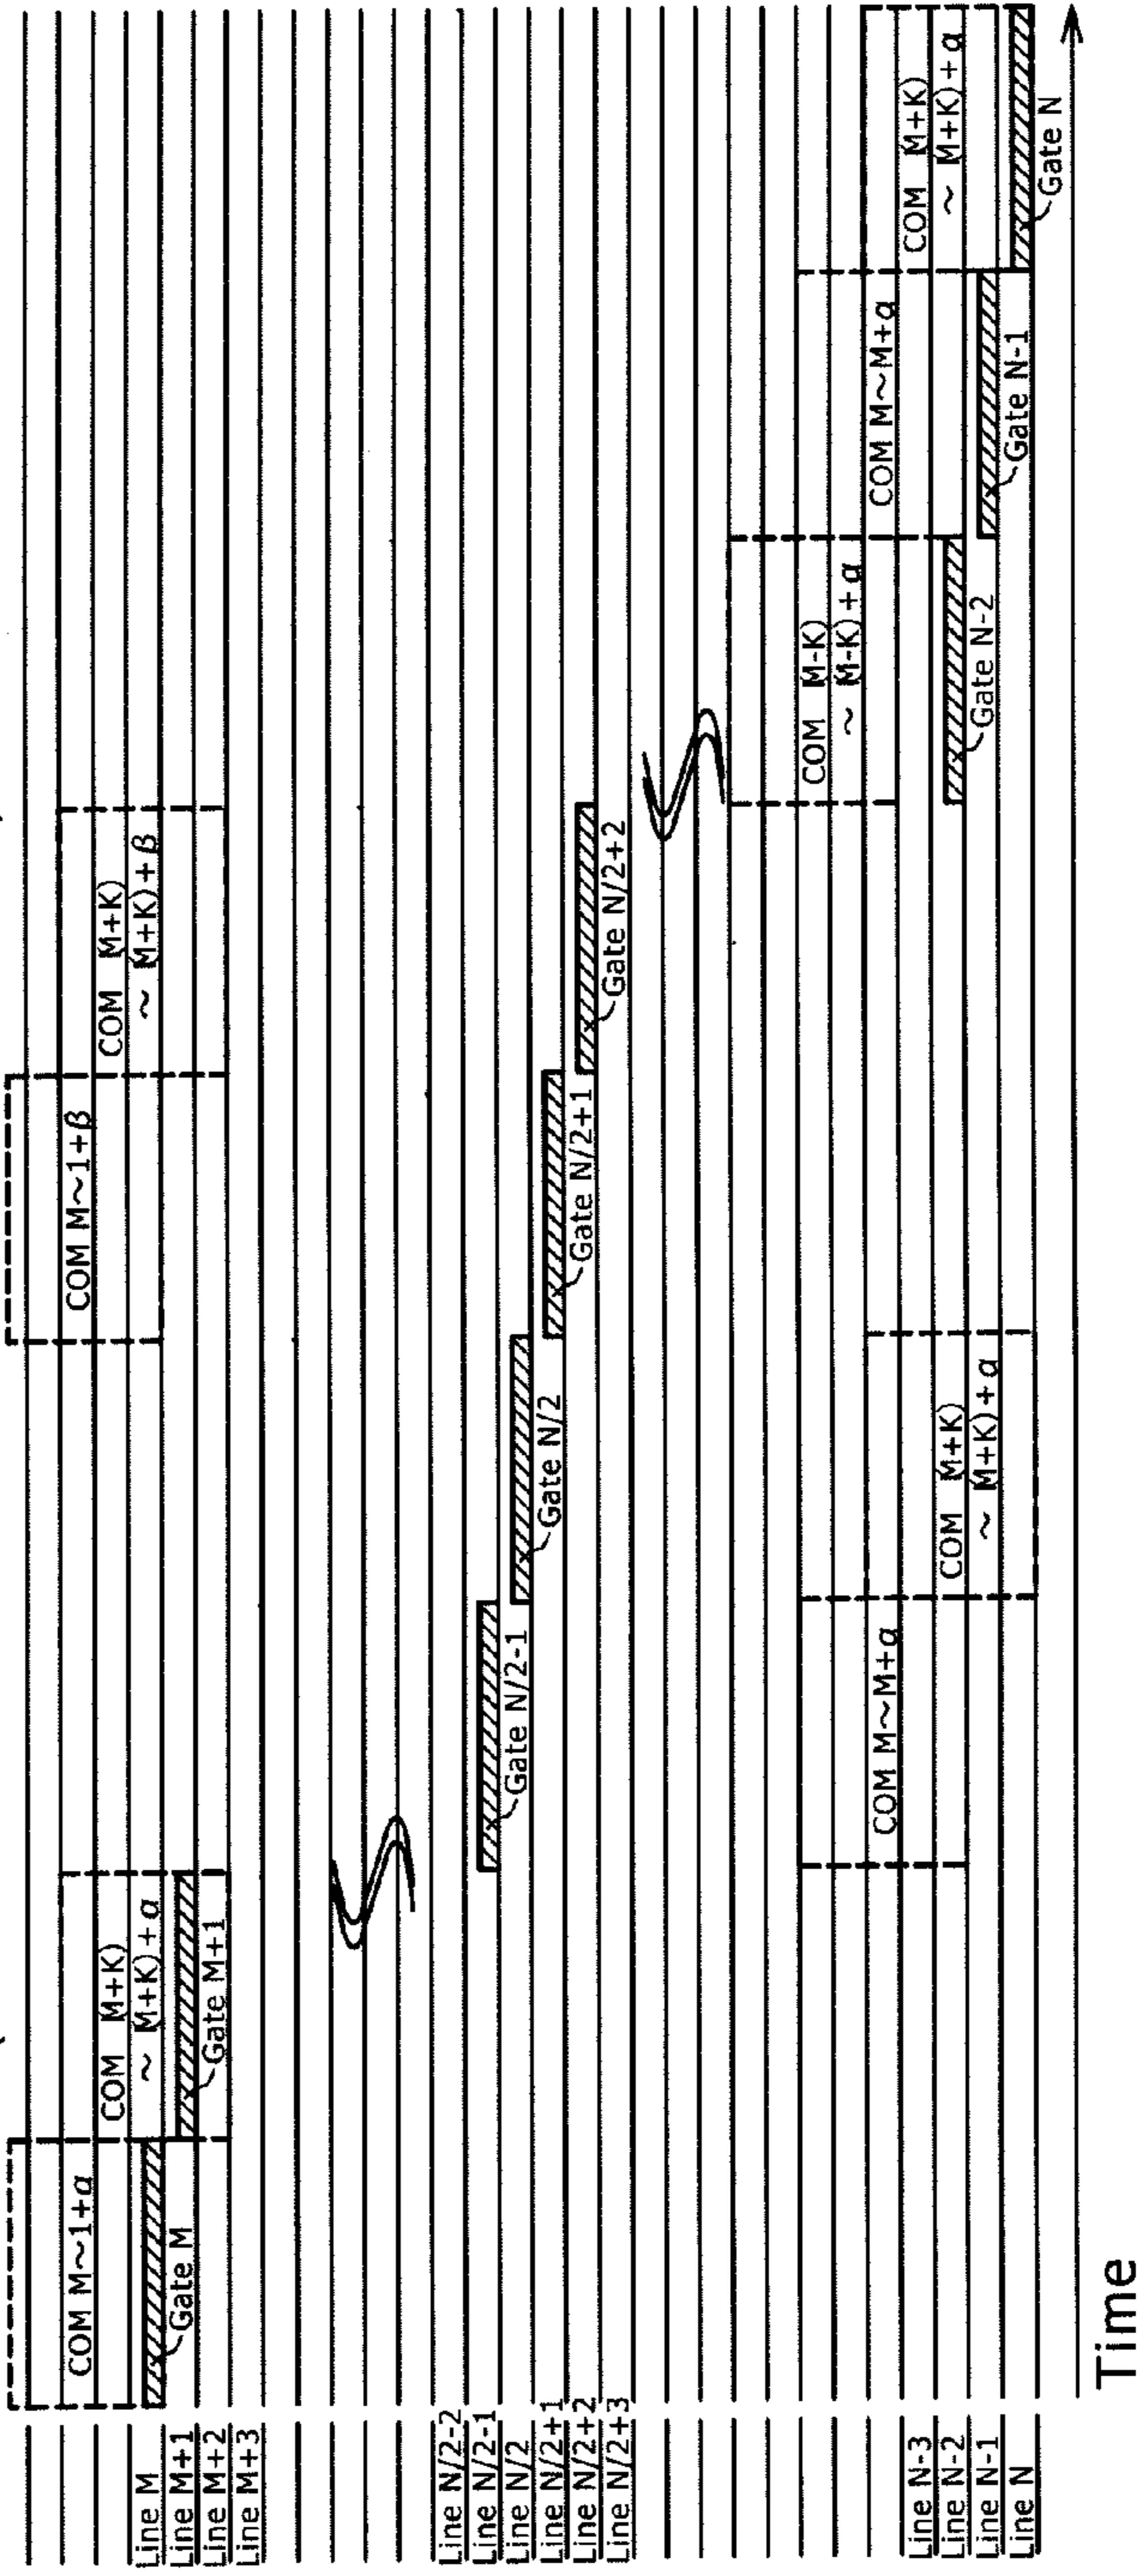 Line M
Line M+1
Line M+2
Line M+3
Line N/2-2
Line N/2-1
Line N/2
Line N/2+1
Line N/2+2
Line N/2+3
Line N-3
Line N-2
Line N-1
Line N
COM M~1+α
Gate M
COM M+K)
~ M+K)+α
Gate M+1
COM M~1+β
COM M+K)
~ M+K)+β
Gate N/2-1
Gate N/2
Gate N/2+1
Gate N/2+2
COM M~M+α
COM M+K)
~ M+K)+α
COM M-K)
~ M-K)+α
Gate N-2
COM M~M+α
Gate N-1
COM M+K)
~ M+K)+α
Gate N
Time